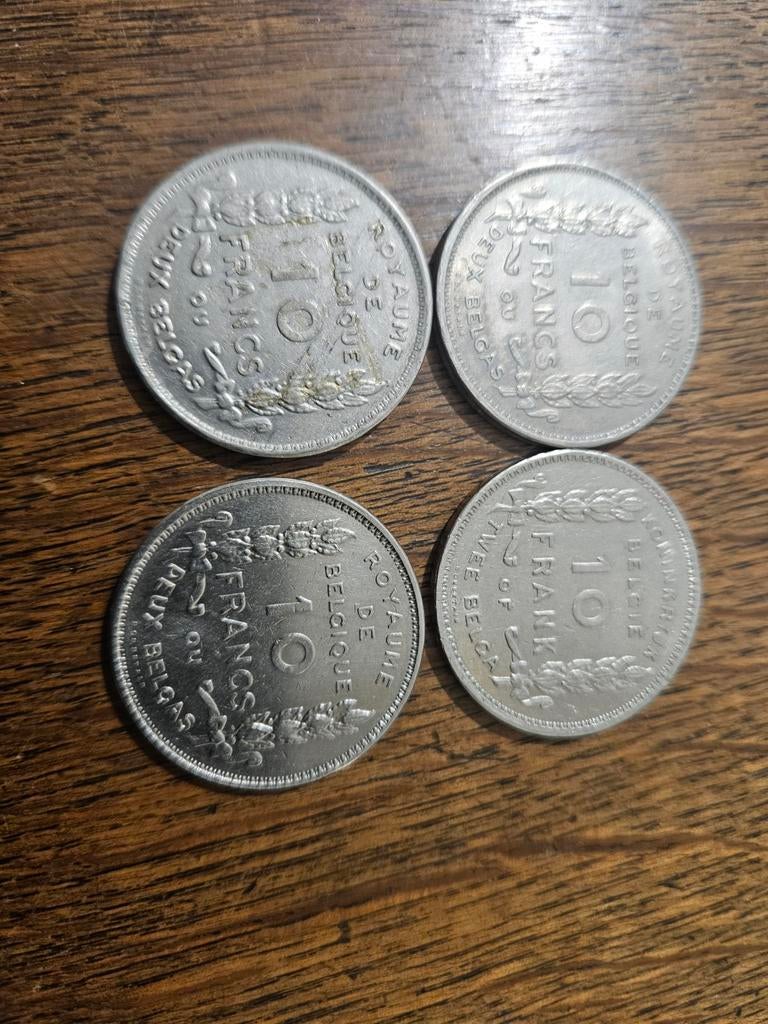 ROYAUME
DE
BELGIQUE
10
FRANCS
OU
DEUX BELGAS
ROYAUME
DE
BELGIQUE
10
FRANCS
OU
DEUX BELGAS
ROYAUME
DE
BELGIQUE
10
FRANCS
OU
DEUX BELGAS
KONINKRIJK
BELGIË
10
FRANK
OF
TWEE BELGA